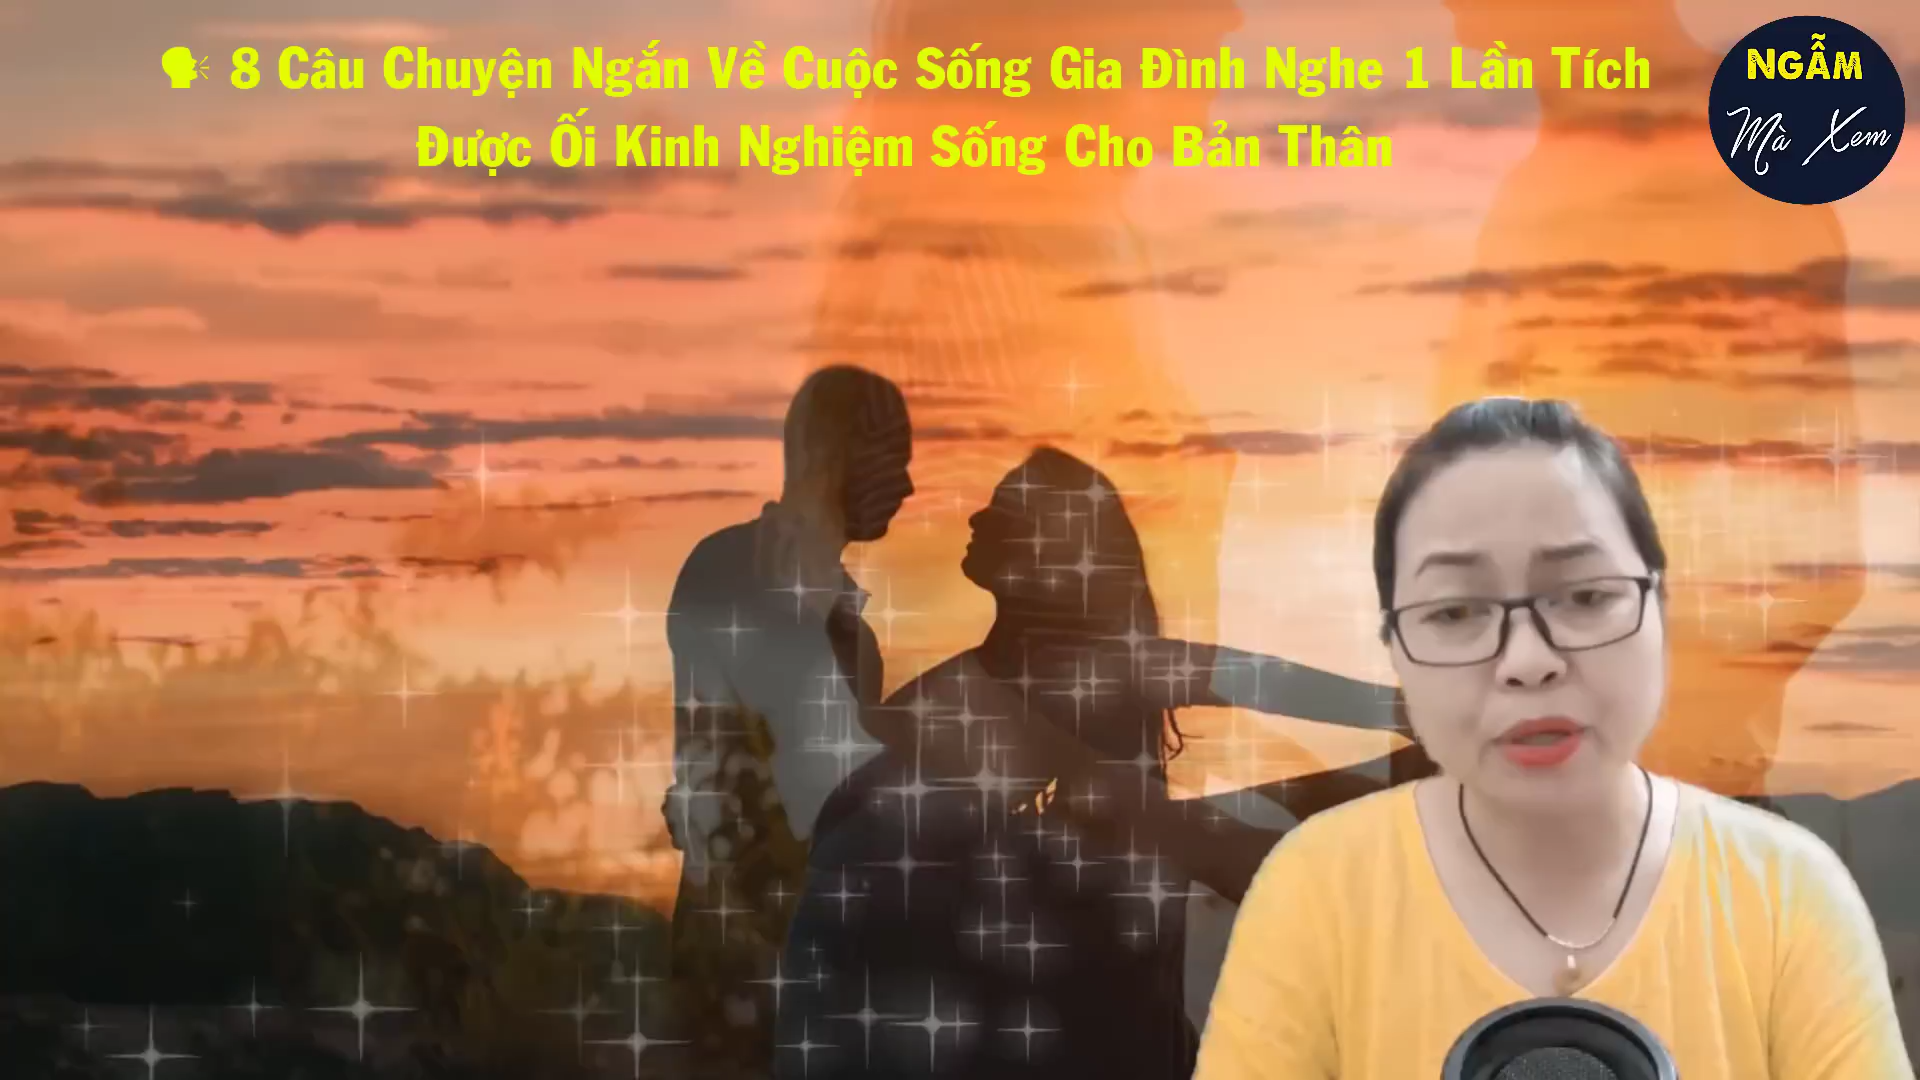 🗣 8 Câu Chuyện Ngắn Về Cuộc Sống Gia Đình Nghe 1 Lần Tích
Được Ối Kinh Nghiệm Sống Cho Bản Thân
NGẪM
Mà Xem